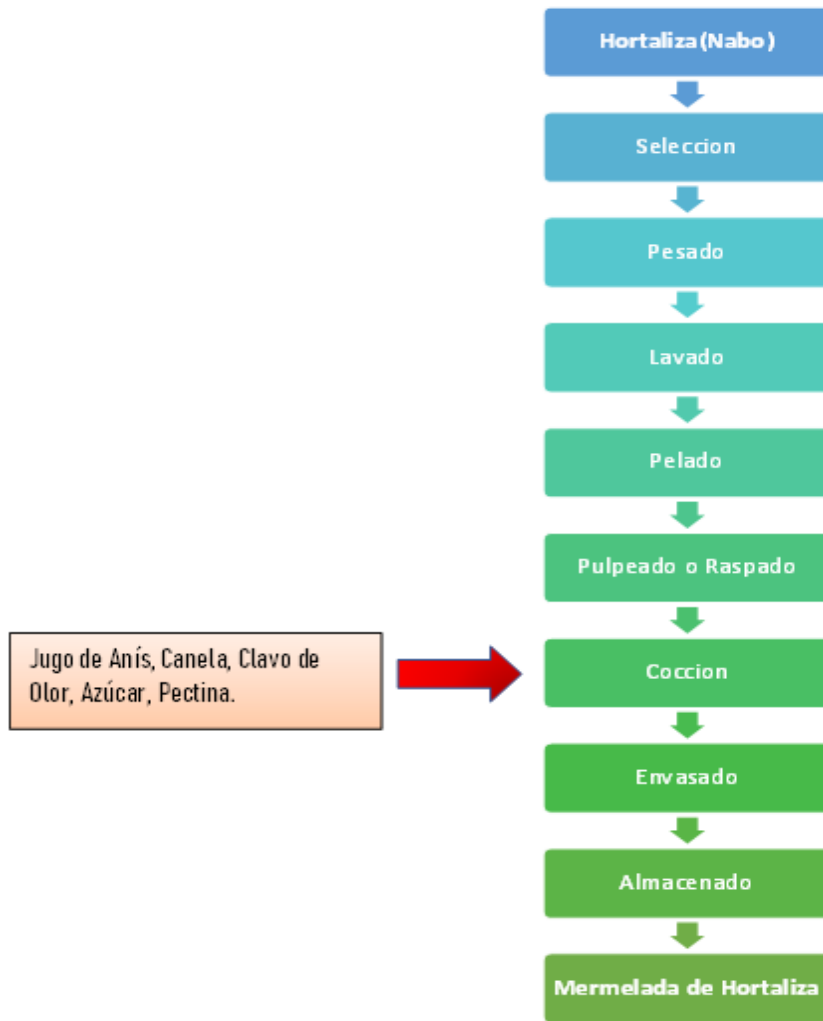 Hortaliza(Nabo)
Seleccion
Pesado
Lavado
Pelado
Pulpeado o Raspado
Jugo de Anís, Canela, Clavo de
Olor, Azúcar, Pectina.
Coccion
Envasado
Almacenado
Mermelada de Hortaliza